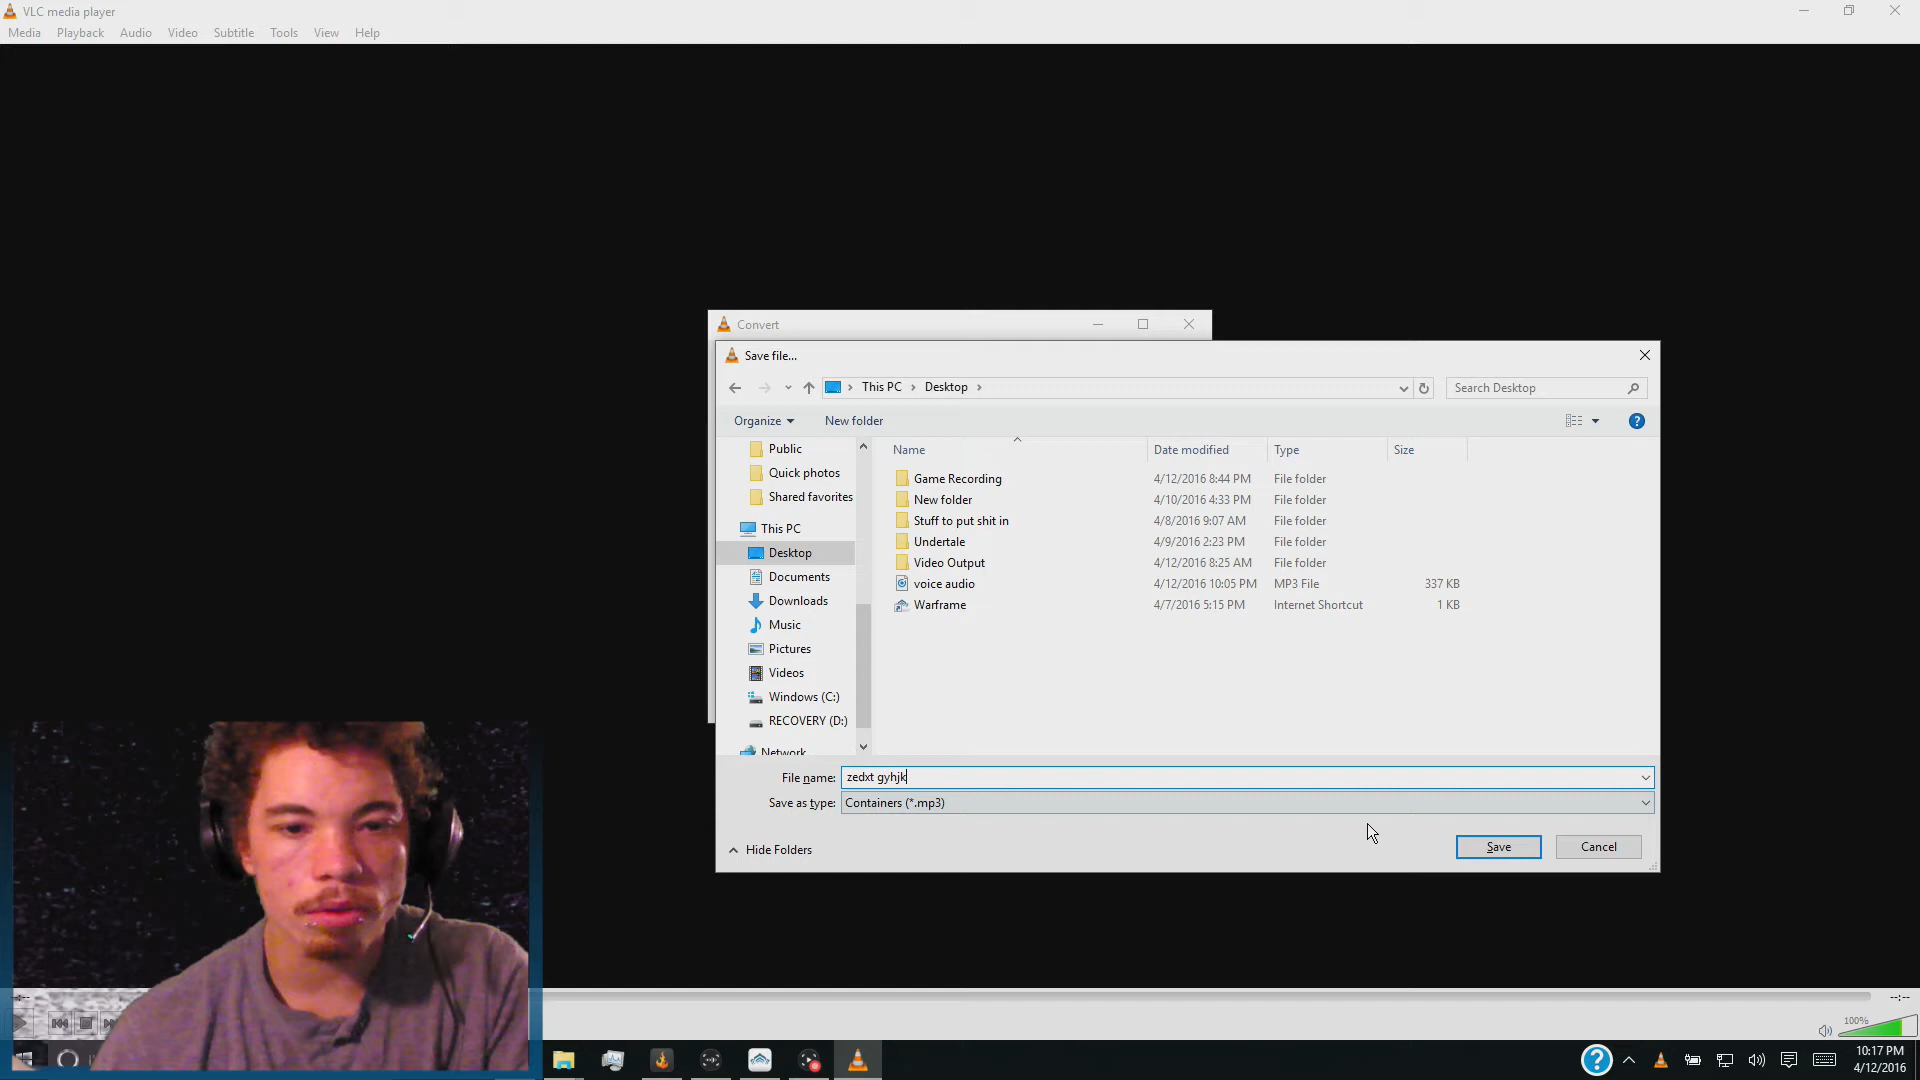 VLC media player
Media Playback Audio Video Subtitle Tools View Help
Convert
Save file...
This PC Desktop
Search Desktop
Organize New folder
Name Date modified Type Size
Public
Quick photos
Shared favorites
This PC
Desktop
Documents
Downloads
Music
Pictures
Videos
Windows (C:)
RECOVERY (D:)
Network
Game Recording 4/12/2016 8:44 PM File folder
New folder 4/10/2016 4:33 PM File folder
Stuff to put shit in 4/8/2016 9:07 AM File folder
Undertale 4/9/2016 2:23 PM File folder
Video Output 4/12/2016 8:25 AM File folder
voice audio 4/12/2016 10:05 PM MP3 File 337 KB
Warframe 4/7/2016 5:15 PM Internet Shortcut 1 KB
File name: zedxt gyhjk
Save as type: Containers (*.mp3)
Hide Folders Save Cancel
--:-- --:--
100%
10:17 PM
4/12/2016